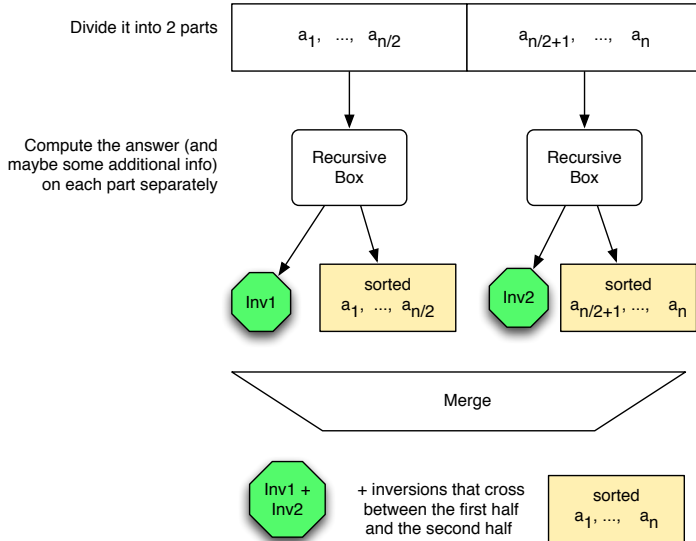 Divide it into 2 parts
a1, ..., an/2
an/2+1, ..., an
Compute the answer (and
maybe some additional info)
on each part separately
Recursive
Box
Recursive
Box
Inv1
sorted
a1, ..., an/2
Inv2
sorted
an/2+1, ..., an
Merge
Inv1 +
Inv2
+ inversions that cross
between the first half
and the second half
sorted
a1, ..., an